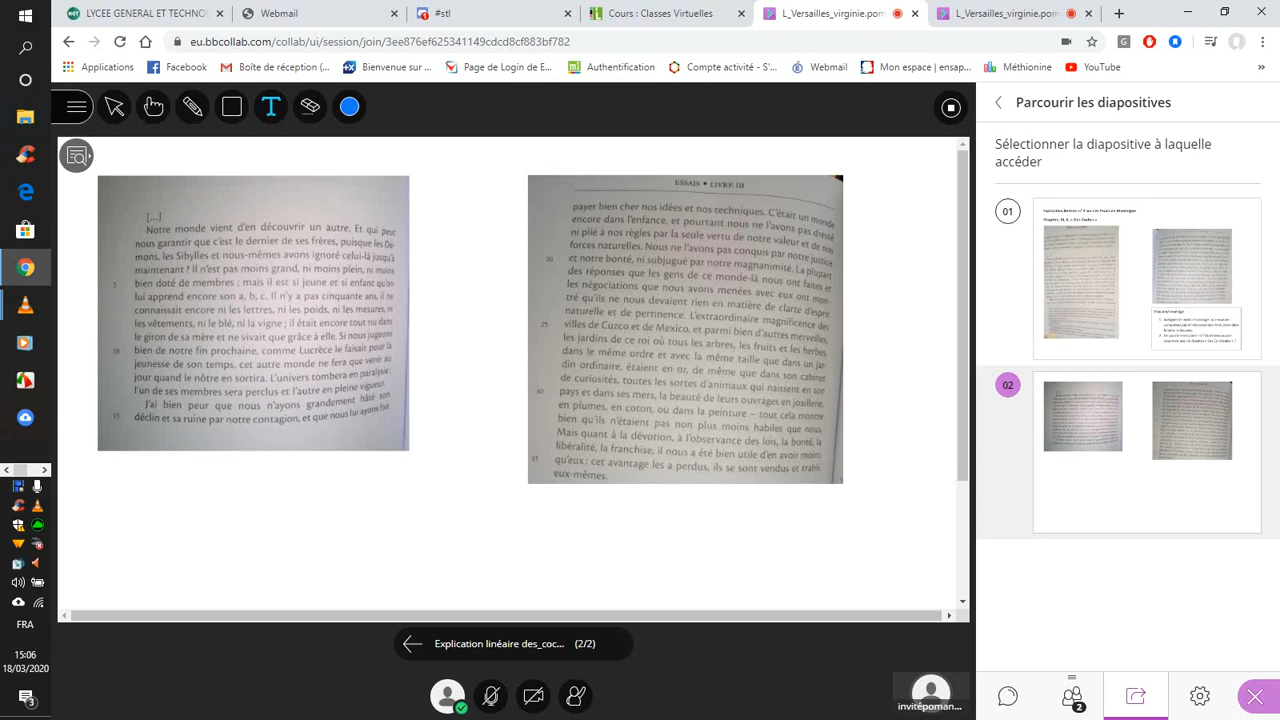 LYCEE GENERAL ET TECHNO
Webmail
#stl
Cours : Classes Virtuelles
L_Versailles_virginie.pom
L_Versailles_virginie.pom
eu.bbcollab.com/collab/ui/session/join/3ee876ef625341149cdcd8cf883bf782
Applications
Facebook
Boîte de réception (...
Bienvenue sur ...
Page de Login de E...
Authentification
Compte activité - S'...
Webmail
Mon espace | ensap...
Méthionine
YouTube
»
[...]
Notre monde vient d'en découvrir un autre. Et qui peut
nous garantir que c'est le dernier de ses frères, puisque les Dé-
mons, les Sibylles et nous-mêmes avons ignoré celui-là jusqu'à
maintenant ? Il n'est pas moins grand, ni moins plein, ni moins
5 bien doté de membres ; mais il est si jeune et si enfant qu'on
lui apprend encore son a, b, c. Il n'y a pas cinquante ans, il ne
connaissait encore ni les lettres, ni les poids, ni les mesures, ni
les vêtements, ni le blé, ni la vigne ; il était encore tout nu dans
le giron de sa mère et ne vivait que grâce à elle. Si nous jugeons
10 bien de notre fin prochaine, comme Lucrèce le faisait pour la
jeunesse de son temps, cet autre monde ne fera que venir au
jour quand le nôtre en sortira. L'univers tombera en paralysie,
l'un de ses membres sera perclus et l'autre en pleine vigueur.
J'ai bien peur que nous n'ayons grandement hâté son
15 déclin et sa ruine par notre contagion, et que nous lui ayons fait
ESSAIS • LIVRE III
payer bien cher nos idées et nos techniques. C'était un monde
encore dans l'enfance, et pourtant nous ne l'avons pas dressé
ni plié à nos règles par la seule vertu de notre valeur et de nos
forces naturelles. Nous ne l'avons pas conquis par notre justice
20 et notre bonté, ni subjugué par notre magnanimité. La plupart
des réponses que les gens de ce monde-là nous ont faites et
les négociations que nous avons menées avec eux ont mon-
tré qu'ils ne nous devaient rien en matière de clarté d'esprit
naturelle et de pertinence. L'extraordinaire magnificence des
25 villes de Cuzco et de Mexico, et parmi bien d'autres merveilles,
les jardins de ce roi où tous les arbres, les fruits et les herbes,
dans le même ordre et avec la même taille que dans un jar-
din ordinaire, étaient en or, de même que dans son cabinet
de curiosités, toutes les sortes d'animaux qui naissent en son
30 pays et dans ses mers, la beauté de leurs ouvrages en joaillerie,
en plumes, en coton, ou dans la peinture – tout cela montre
bien qu'ils n'étaient pas non plus moins habiles que nous.
Mais quant à la dévotion, à l'observance des lois, la bonté, la
libéralité, la franchise, il nous a été bien utile d'en avoir moins
35 qu'eux : cet avantage les a perdus, ils se sont vendus et trahis
eux-mêmes.
Explication linéaire des_coc... (2/2)
Parcourir les diapositives
Sélectionner la diapositive à laquelle
accéder
01
02
invitépoman...
2
FRA
15:06
18/03/2020
3